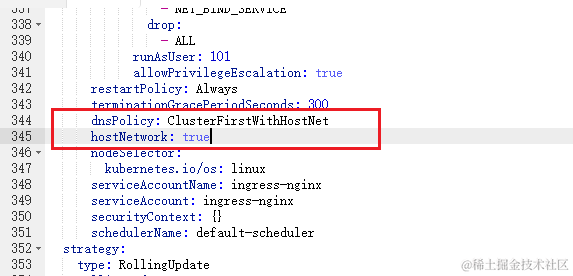 337 - NET_BIND_SERVICE
338 drop:
339 - ALL
340 runAsUser: 101
341 allowPrivilegeEscalation: true
342 restartPolicy: Always
343 terminationGracePeriodSeconds: 300
344 dnsPolicy: ClusterFirstWithHostNet
345 hostNetwork: true
346 nodeSelector:
347 kubernetes.io/os: linux
348 serviceAccountName: ingress-nginx
349 serviceAccount: ingress-nginx
350 securityContext: {}
351 schedulerName: default-scheduler
352 strategy:
353 type: RollingUpdate
@稀土掘金技术社区